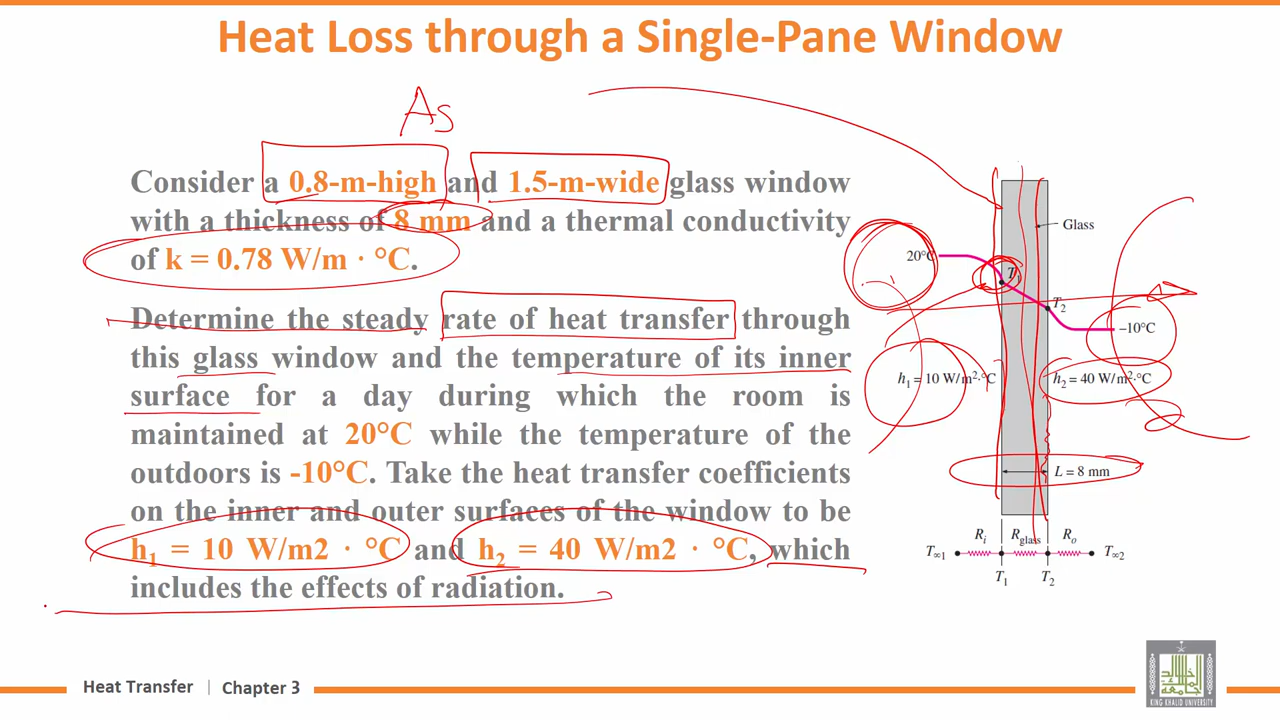 Heat Loss through a Single-Pane Window
As
Consider a 0.8-m-high and 1.5-m-wide glass window
with a thickness of 8 mm and a thermal conductivity
of k = 0.78 W/m · °C.
Determine the steady rate of heat transfer through
this glass window and the temperature of its inner
surface for a day during which the room is
maintained at 20°C while the temperature of the
outdoors is -10°C. Take the heat transfer coefficients
on the inner and outer surfaces of the window to be
h1 = 10 W/m2 · °C and h2 = 40 W/m2 · °C, which
includes the effects of radiation.
Glass
20°C
T1
T2
–10°C
h1 = 10 W/m2·°C
h2 = 40 W/m2·°C
L = 8 mm
Ri Rglass Ro
T∞1 T∞2
T1 T2
Heat Transfer | Chapter 3
KING KHALID UNIVERSITY